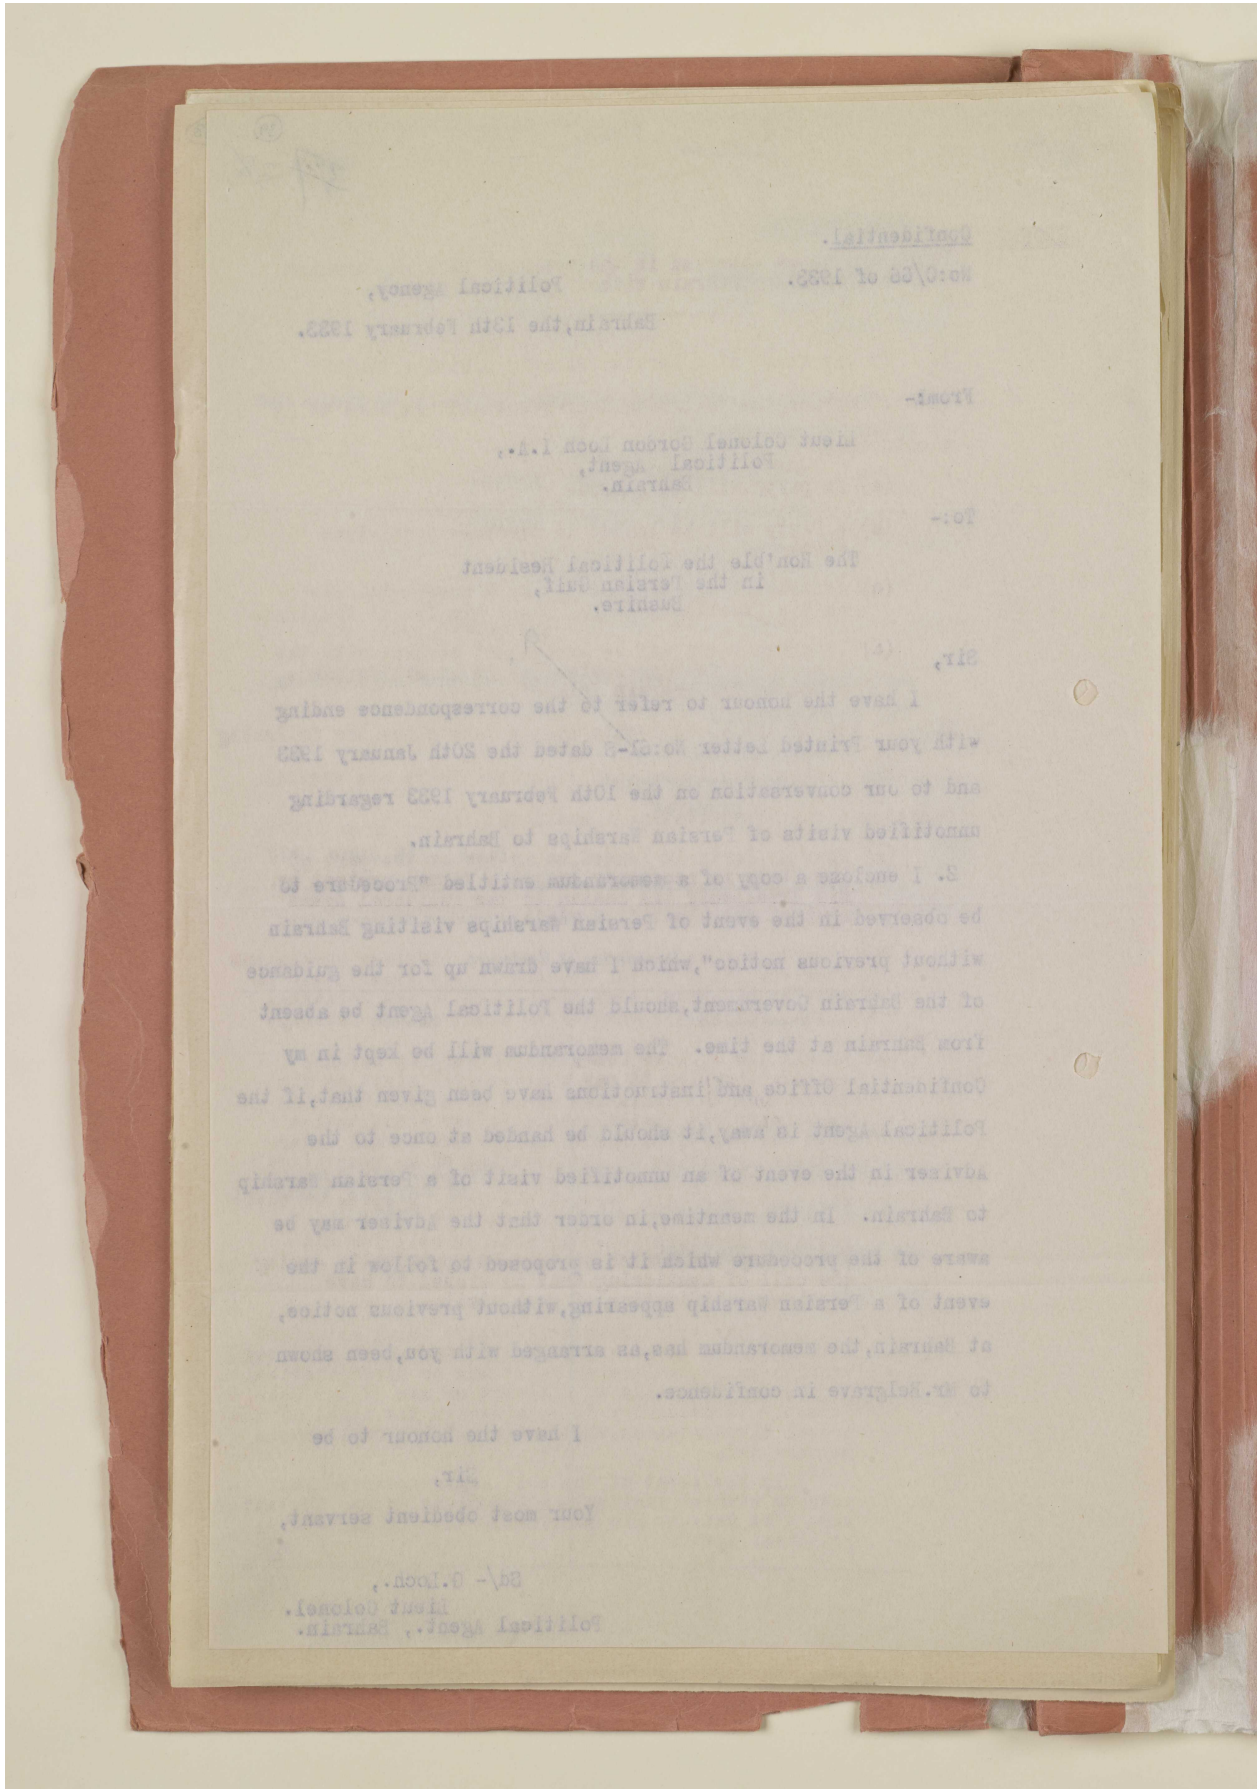 Confidential.
No:C/66 of 1933.
Political Agency,
Bahrain,the 13th February 1933.
From:-
Lieut Colonel Gordon Loch I.A.,
Political Agent,
Bahrain.
To:-
The Hon'ble the Political Resident
in the Persian Gulf,
Bushire.
Sir,
I have the honour to refer to the correspondence ending
with your Printed Letter No:61-S dated the 20th January 1933
and to our conversation on the 10th February 1933 regarding
unnotified visits of Persian Warships to Bahrain.
2. I enclose a copy of a memorandum entitled "Procedure to
be observed in the event of Persian Warships visiting Bahrain
without previous notice",which I have drawn up for the guidance
of the Bahrain Government,should the Political Agent be absent
from Bahrain at the time. The memorandum will be kept in my
Confidential Office and instructions have been given that,if the
Political Agent is away,it should be handed at once to the
Adviser in the event of an unnotified visit of a Persian Warship
to Bahrain. In the meantime,in order that the Adviser may be
aware of the procedure which it is proposed to follow in the
event of a Persian Warship appearing,without previous notice,
at Bahrain,the memorandum has,as arranged with you,been shown
to Mr.Belgrave in confidence.
I have the honour to be
Sir,
Your most obedient servant,
Sd/- G.Loch.,
Lieut Colonel.
Political Agent., Bahrain.